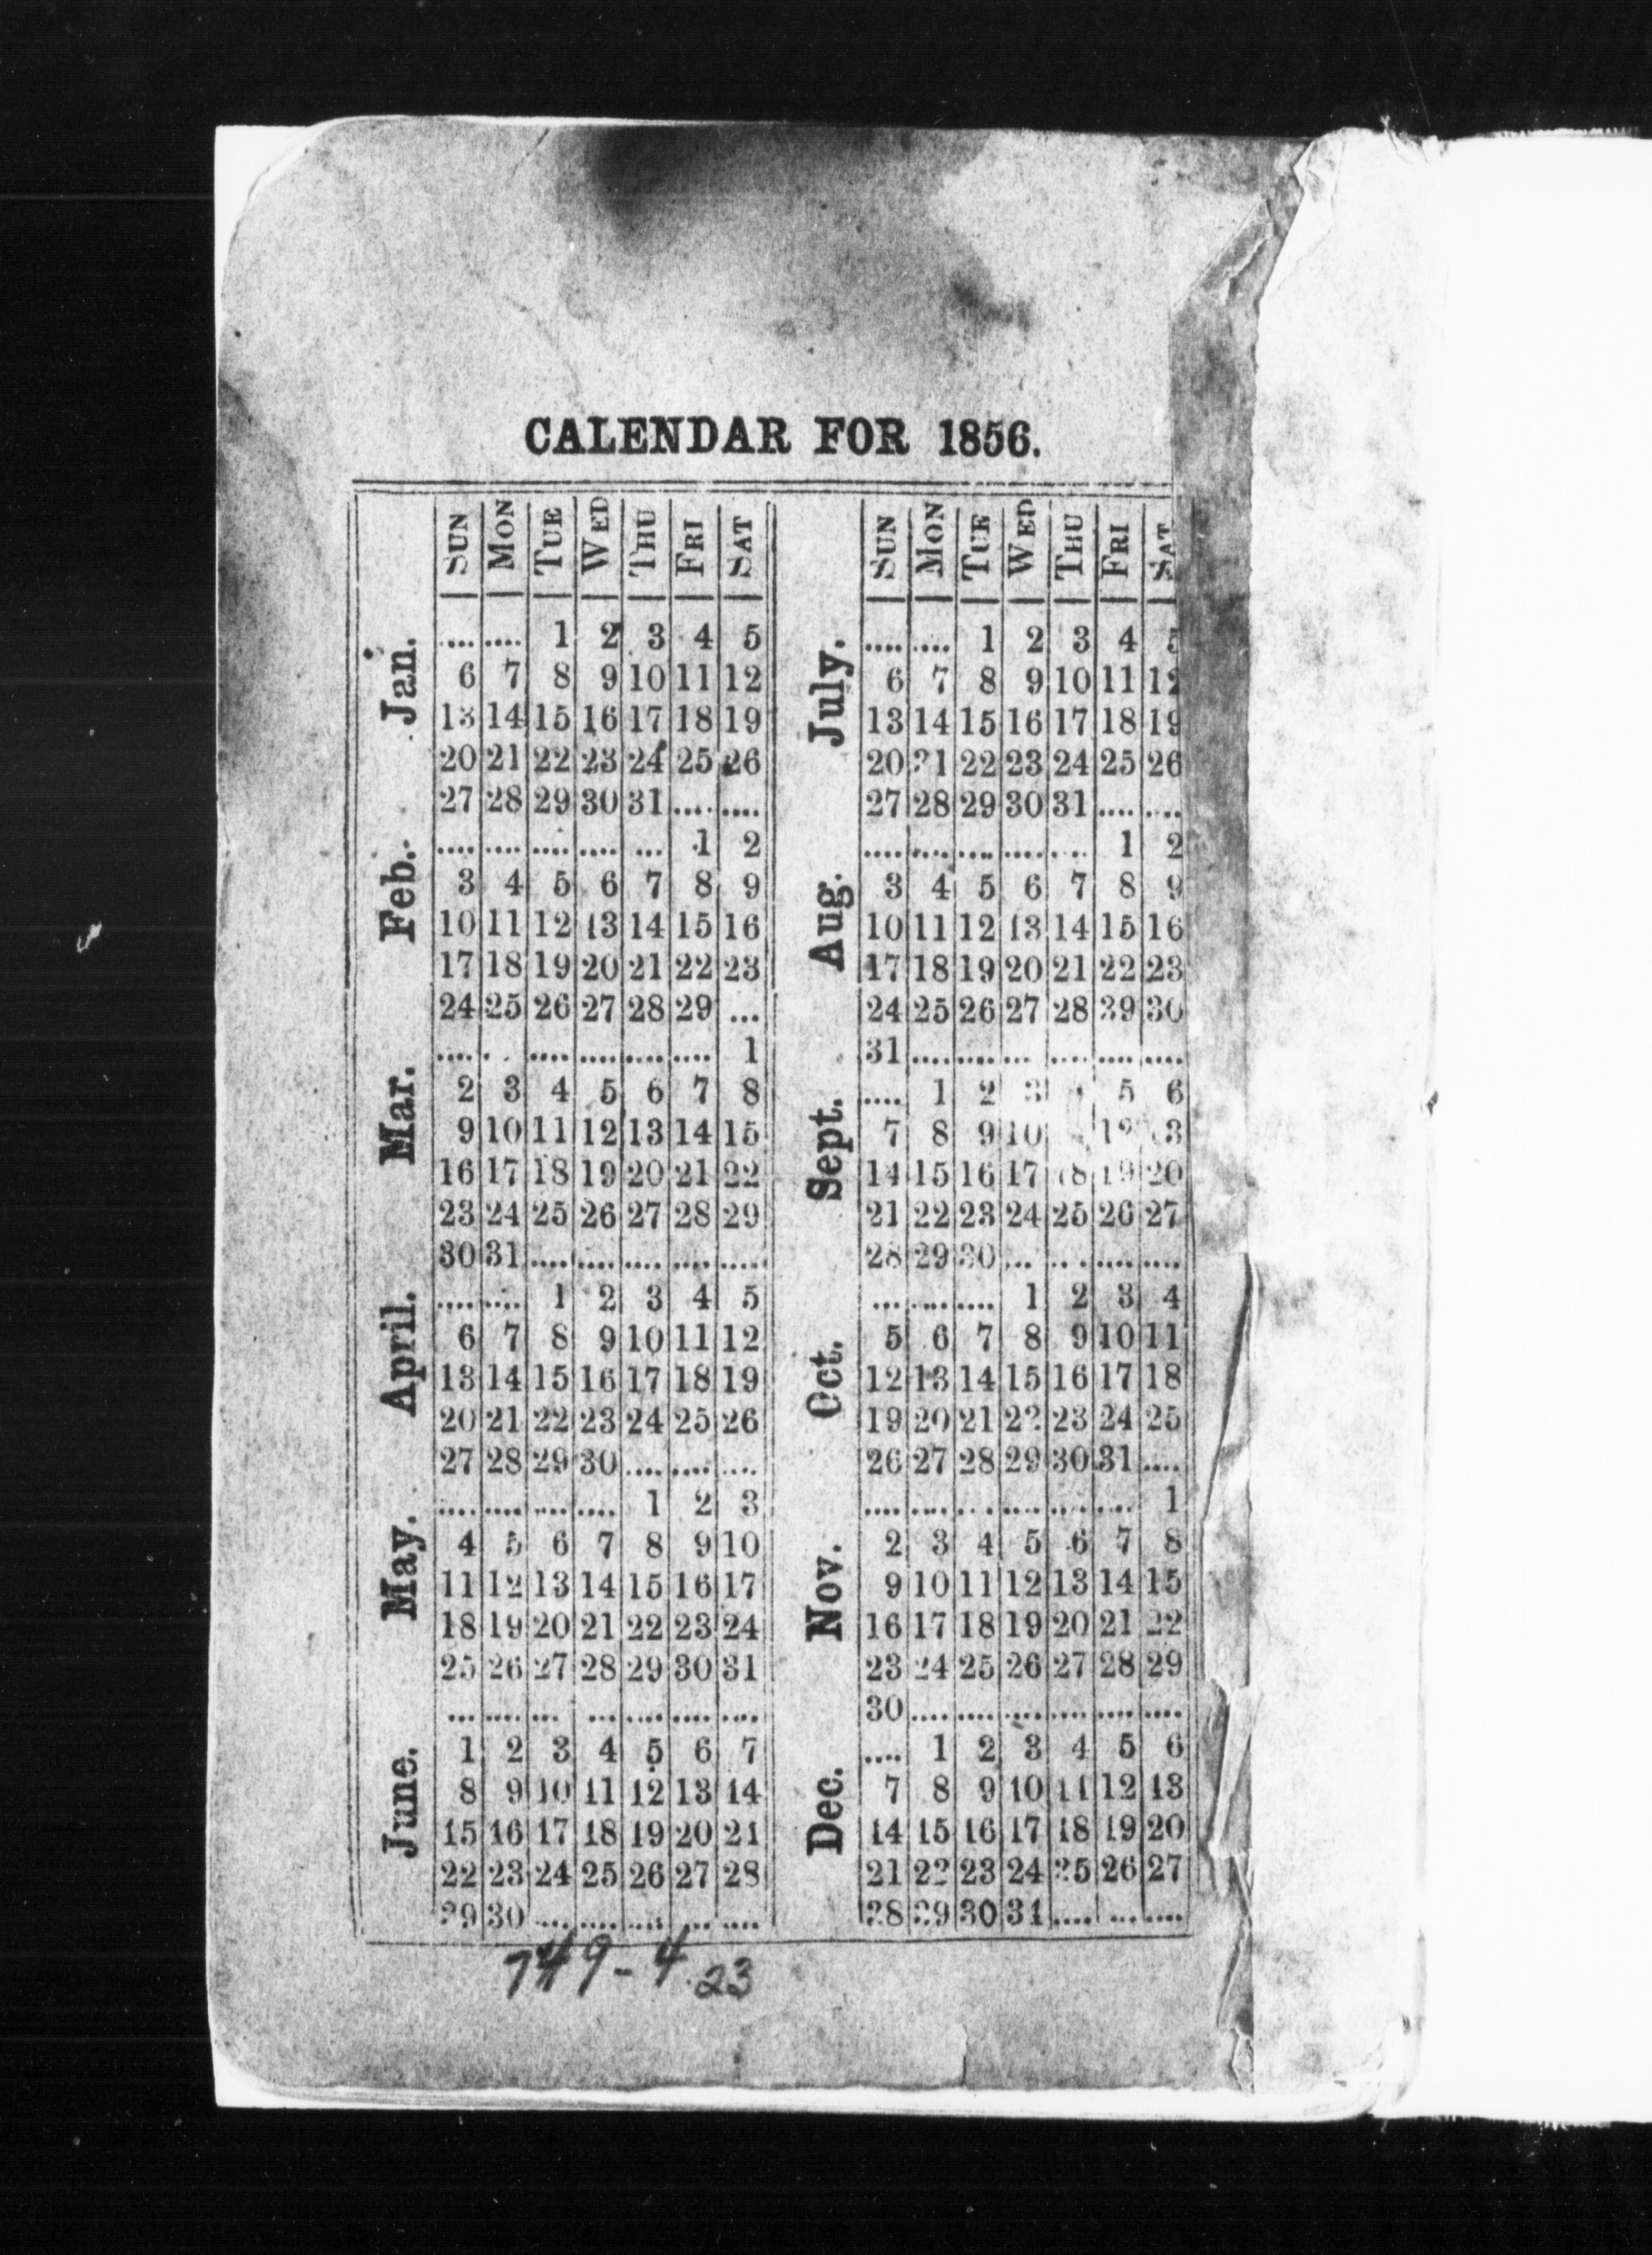 CALENDAR FOR 1856.
SUN MON TUE WED THU FRI SAT
Jan.
.... .... 1 2 3 4 5
6 7 8 9 10 11 12
13 14 15 16 17 18 19
20 21 22 23 24 25 26
27 28 29 30 31 .... ....
Feb.
.... .... .... .... ... 1 2
3 4 5 6 7 8 9
10 11 12 13 14 15 16
17 18 19 20 21 22 23
24 25 26 27 28 29 ...
Mar.
.... . . .... .... .... .... 1
2 3 4 5 6 7 8
9 10 11 12 13 14 15
16 17 18 19 20 21 22
23 24 25 26 27 28 29
30 31 .... .... .... .... ....
April.
.... .... 1 2 3 4 5
6 7 8 9 10 11 12
13 14 15 16 17 18 19
20 21 22 23 24 25 26
27 28 29 30 .... .... ....
May.
.... .... .... .... 1 2 3
4 5 6 7 8 9 10
11 12 13 14 15 16 17
18 19 20 21 22 23 24
25 26 27 28 29 30 31
June.
... .... ... ... .... .... ....
1 2 3 4 5 6 7
8 9 10 11 12 13 14
15 16 17 18 19 20 21
22 23 24 25 26 27 28
29 30 .... .... .... ... ....
SUN MON TUE WED THU FRI SAT
July.
.... .... 1 2 3 4 5
6 7 8 9 10 11 12
13 14 15 16 17 18 19
20 21 22 23 24 25 26
27 28 29 30 31 .... ....
Aug.
.... .... .... .... .... 1 2
3 4 5 6 7 8 9
10 11 12 13 14 15 16
17 18 19 20 21 22 23
24 25 26 27 28 39 30
31 .... .... ... .... .... ....
Sept.
.... 1 2 3 5 6
7 8 9 10 12 13
14 15 16 17 18 19 20
21 22 23 24 25 26 27
28 29 30 ... ... .... ....
Oct.
... .... .... 1 2 3 4
5 6 7 8 9 10 11
12 13 14 15 16 17 18
19 20 21 22 23 24 25
26 27 28 29 30 31 ....
Nov.
.... .... .... .... .... .... 1
2 3 4 5 6 7 8
9 10 11 12 13 14 15
16 17 18 19 20 21 22
23 24 25 26 27 28 29
30 .... .... .... .... .... ....
Dec.
.... 1 2 3 4 5 6
7 8 9 10 11 12 13
14 15 16 17 18 19 20
21 22 23 24 25 26 27
28 29 30 31 .... ... ....
749-4 23